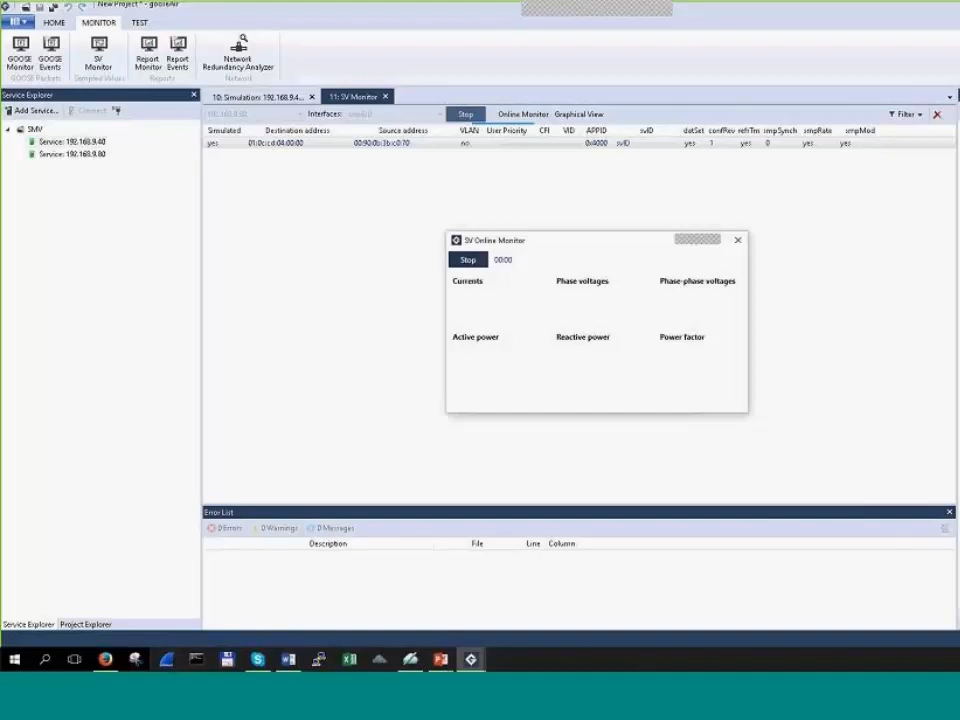 New Project * - gooseAir
HOME MONITOR TEST
GOOSE Monitor GOOSE Events SV Monitor Report Monitor Report Events Network Redundancy Analyzer
GOOSE Packets Sampled Values Reports Network
Service Explorer
Add Service... Connect
10: Simulation: 192.168.9.4... 11: SV Monitor
Interfaces: Stop Online Monitor Graphical View Filter
SMV
Service: 192.168.9.40
Service: 192.168.9.80
Simulated Destination address Source address VLAN User Priority CFI VID APPID svID datSet confRev refrTm smpSynch smpRate smpMod
yes 01:0c:cd:04:00:00 no 0x4000 svID yes 1 yes 0 yes yes
SV Online Monitor
Stop 00:00
Currents Phase voltages Phase-phase voltages
Active power Reactive power Power factor
Error List
0 Errors 0 Warnings 0 Messages
Description File Line Column
Service Explorer Project Explorer